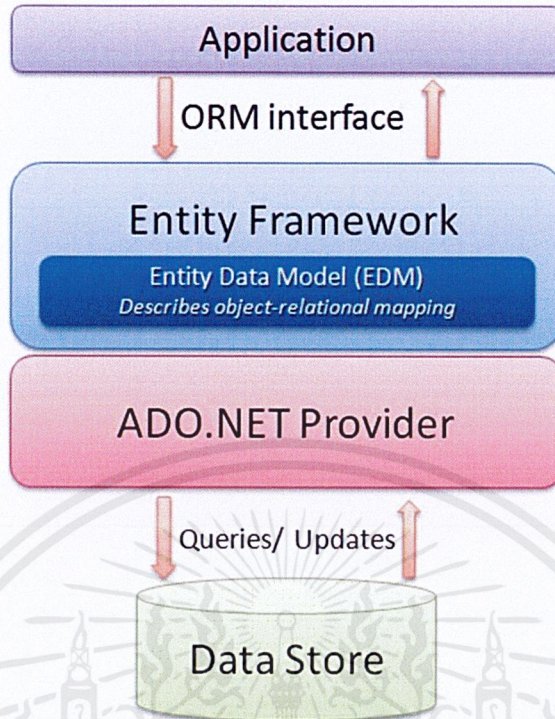 Application
ORM interface
Entity Framework
Entity Data Model (EDM)
Describes object-relational mapping
ADO.NET Provider
Queries/ Updates
Data Store